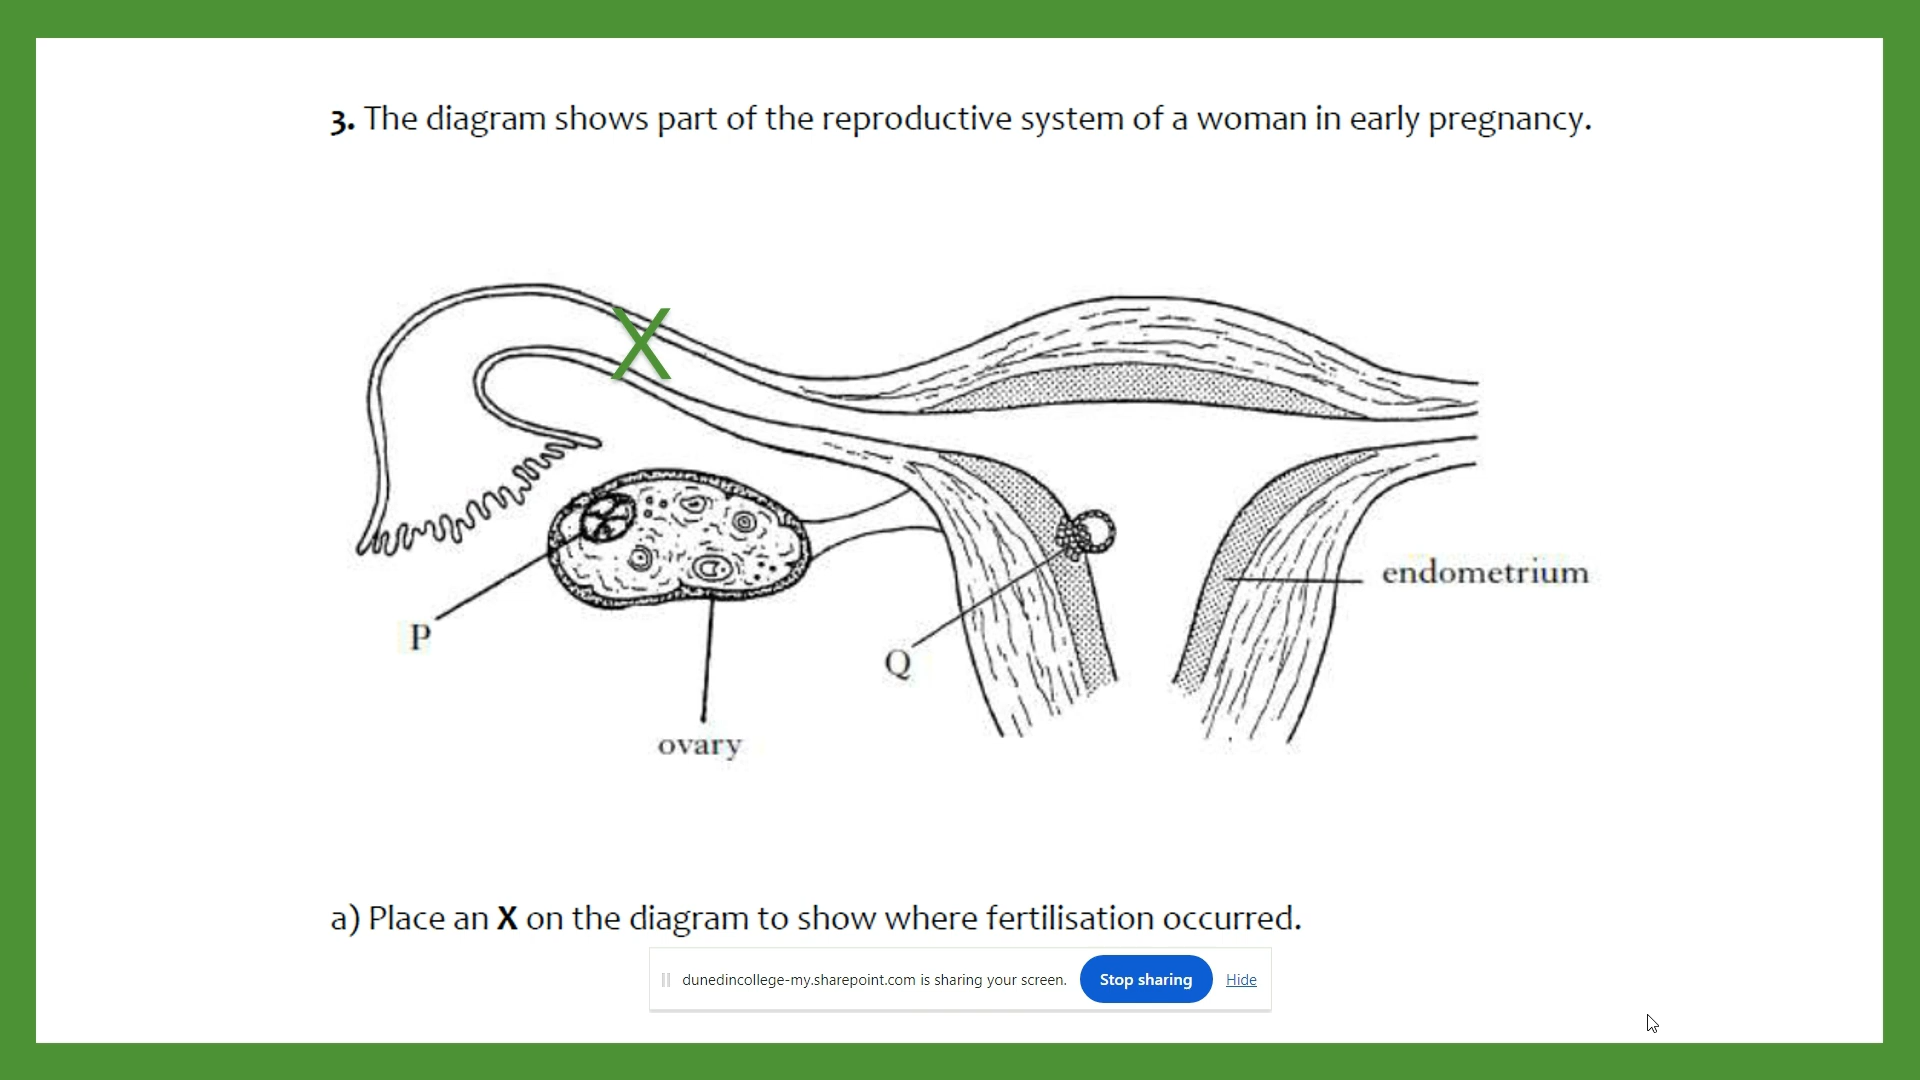 3. The diagram shows part of the reproductive system of a woman in early pregnancy.
X
endometrium
P
Q
ovary
a) Place an X on the diagram to show where fertilisation occurred.
dunedincollege-my.sharepoint.com is sharing your screen. Stop sharing Hide